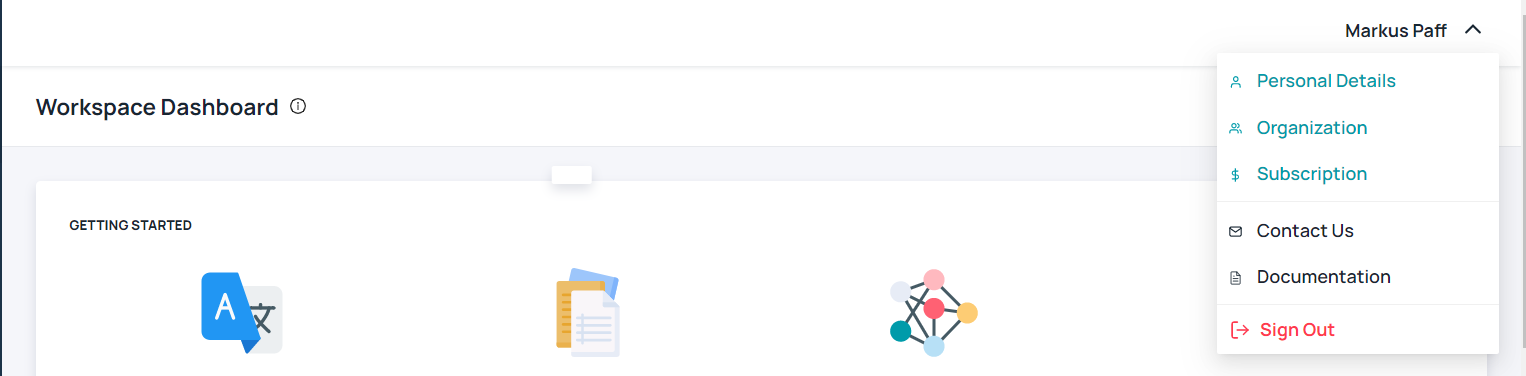 Markus Paff
Personal Details
Workspace Dashboard
Organization
Subscription
GETTING STARTED
Contact Us
Documentation
A 文
Sign Out